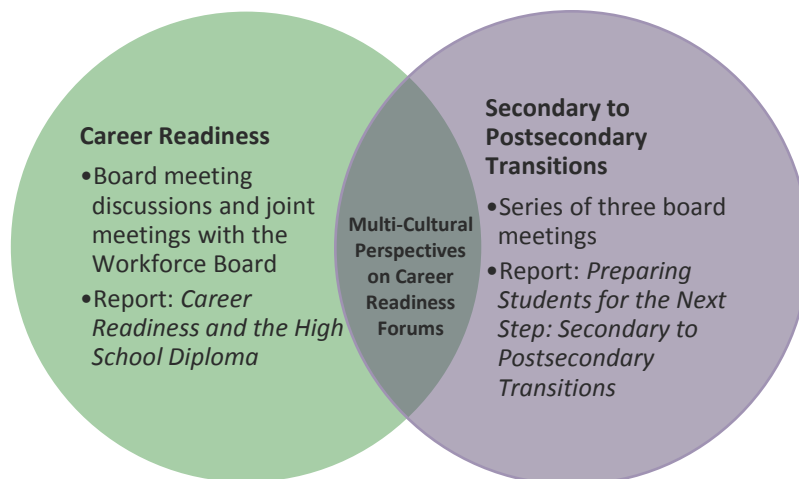 Career Readiness
•Board meeting
discussions and joint
meetings with the
Workforce Board
•Report: Career
Readiness and the High
School Diploma
Multi-Cultural
Perspectives
on Career
Readiness
Forums
Secondary to
Postsecondary
Transitions
•Series of three board
meetings
•Report: Preparing
Students for the Next
Step: Secondary to
Postsecondary
Transitions